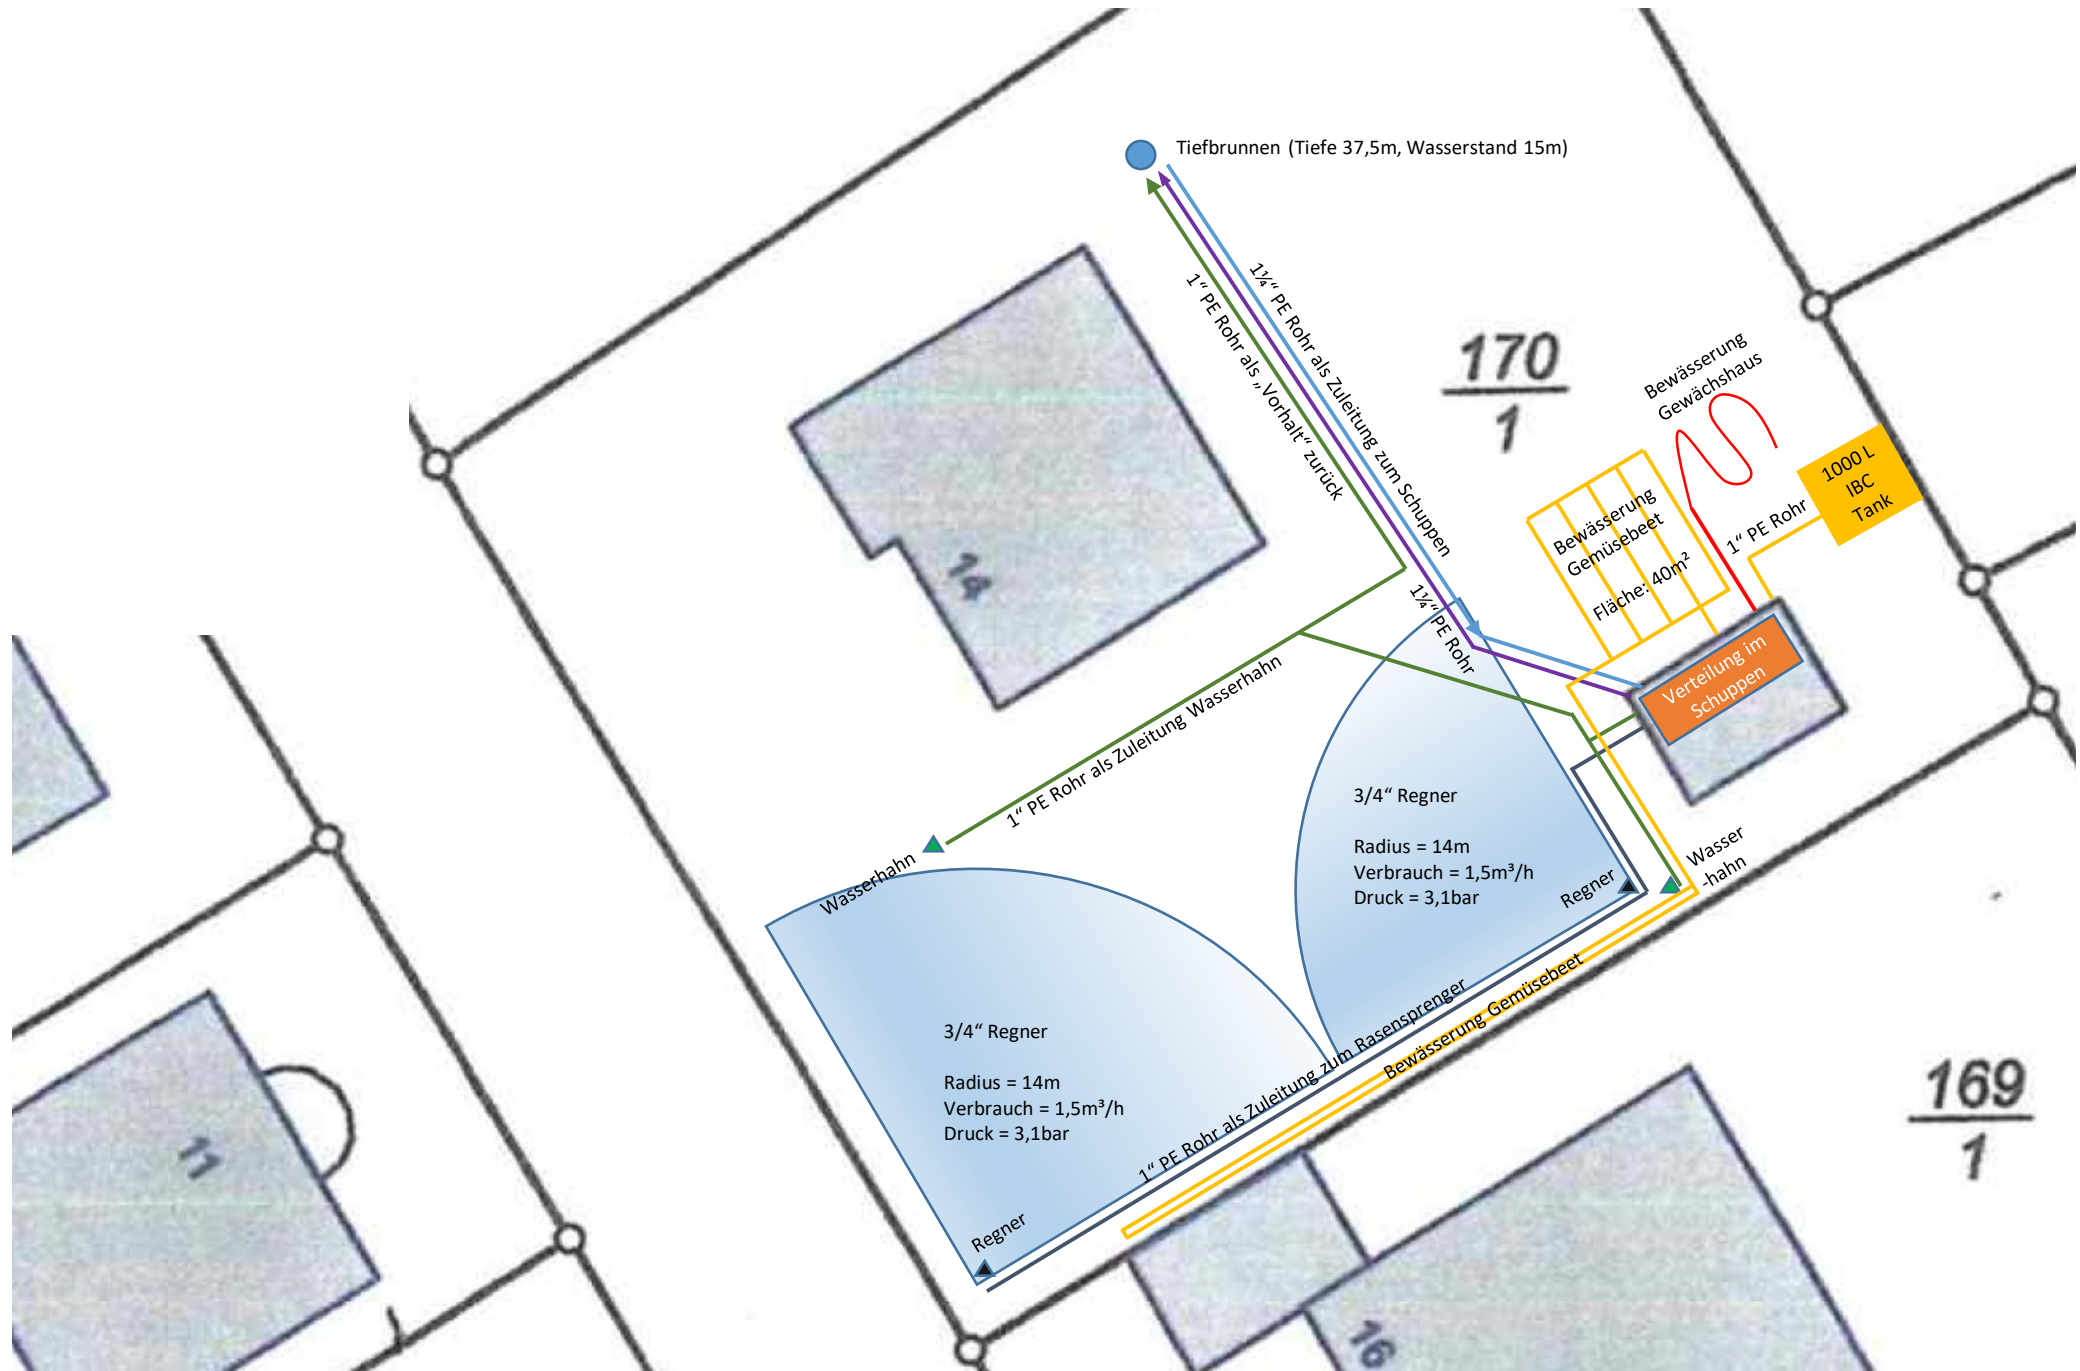 Tiefbrunnen (Tiefe 37,5m, Wasserstand 15m)
1¼“ PE Rohr als Zuleitung zum Schuppen
1“ PE Rohr als „Vorhalt“ zurück
1¼“ PE Rohr
170
1
Bewässerung
Gewächshaus
1000 L
IBC
Tank
1“ PE Rohr
Bewässerung
Gemüsebeet
Fläche: 40m²
Verteilung im
Schuppen
14
1“ PE Rohr als Zuleitung Wasserhahn
Wasserhahn
3/4“ Regner
Radius = 14m
Verbrauch = 1,5m³/h
Druck = 3,1bar
Regner
Wasser
-hahn
3/4“ Regner
Radius = 14m
Verbrauch = 1,5m³/h
Druck = 3,1bar
Regner
1“ PE Rohr als Zuleitung zum Rasensprenger
Bewässerung Gemüsebeet
11
169
1
16